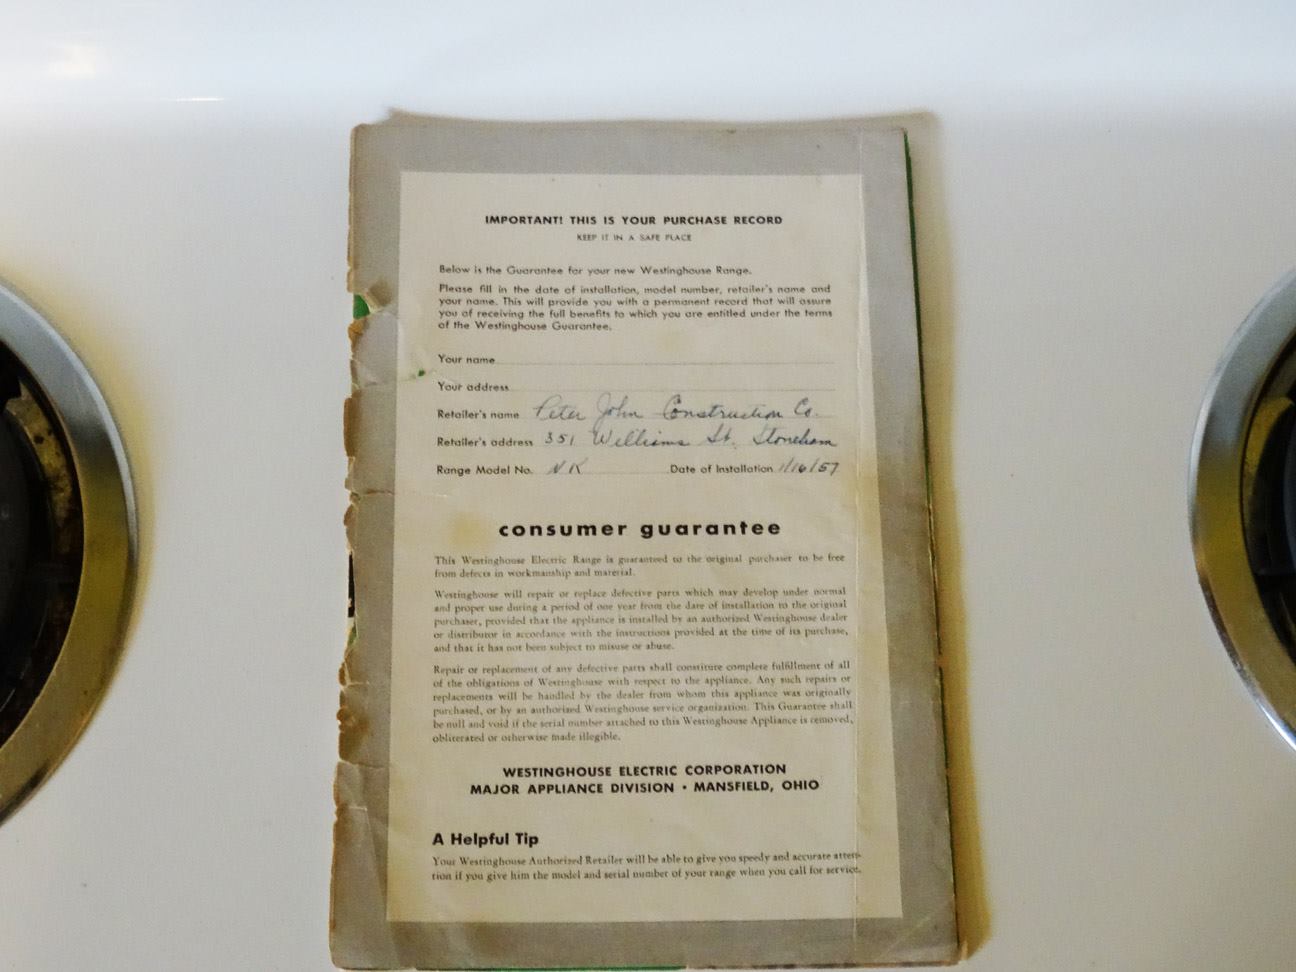 IMPORTANT! THIS IS YOUR PURCHASE RECORD
KEEP IT IN A SAFE PLACE
Below is the Guarantee for your new Westinghouse Range.
Please fill in the date of installation, model number, retailer's name and
your name. This will provide you with a permanent record that will assure
you of receiving the full benefits to which you are entitled under the terms
of the Westinghouse Guarantee.
Your name
Your address
Retailer's name Peter John Construction Co.
Retailer's address 351 Williams St. Stoneham
Range Model No. NK Date of Installation 1/16/57
consumer guarantee
This Westinghouse Electric Range is guaranteed to the original purchaser to be free
from defects in workmanship and material.
Westinghouse will repair or replace defective parts which may develop under normal
and proper use during a period of one year from the date of installation to the original
purchaser, provided that the appliance is installed by an authorized Westinghouse dealer
or distributor in accordance with the instructions provided at the time of its purchase,
and that it has not been subject to misuse or abuse.
Repair or replacement of any defective parts shall constitute complete fulfillment of all
of the obligations of Westinghouse with respect to the appliance. Any such repairs or
replacements will be handled by the dealer from whom this appliance was originally
purchased, or by an authorized Westinghouse service organization. This Guarantee shall
be null and void if the serial number attached to this Westinghouse Appliance is removed,
obliterated or otherwise made illegible.
WESTINGHOUSE ELECTRIC CORPORATION
MAJOR APPLIANCE DIVISION • MANSFIELD, OHIO
A Helpful Tip
Your Westinghouse Authorized Retailer will be able to give you speedy and accurate atten-
tion if you give him the model and serial number of your range when you call for service.